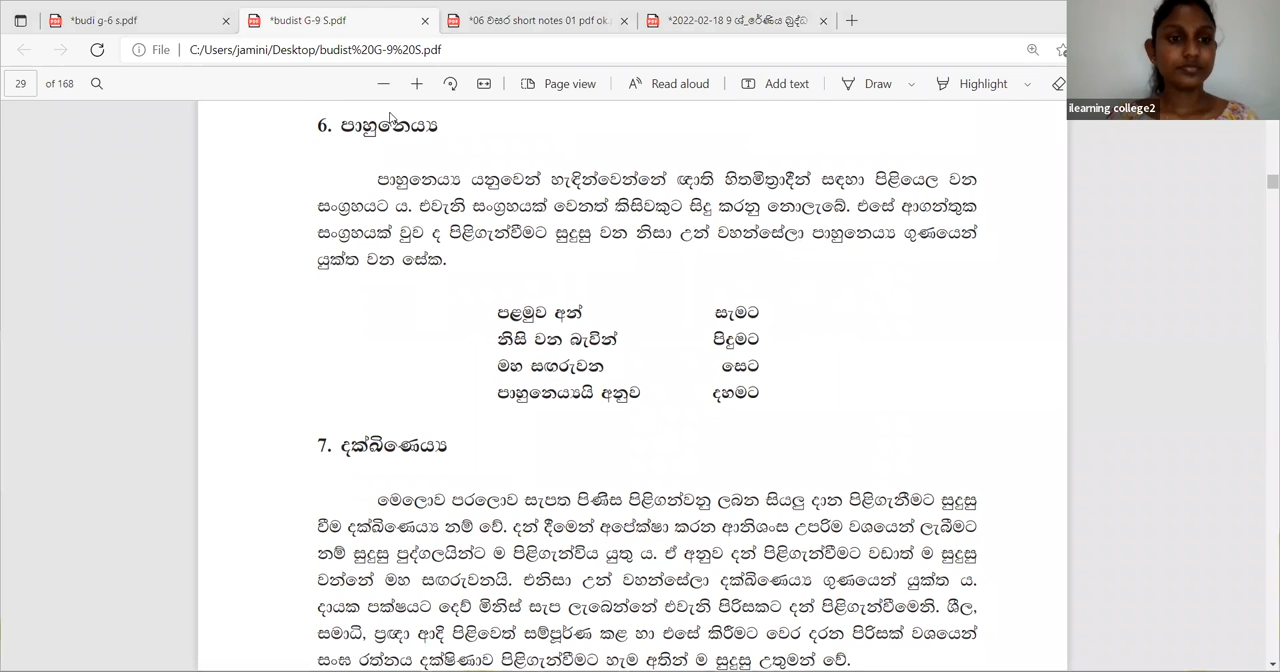 *budi g-6 s.pdf
*budist G-9 S.pdf
*06 වසර short notes 01 pdf ok.p
*2022-02-18 9 ශ්‍රේණිය බුද්ධ
File C:/Users/jamini/Desktop/budist%20G-9%20S.pdf
29 of 168
Page view
Read aloud
Add text
Draw
Highlight
ilearning college2
6. පාහුනෙය්‍ය
පාහුනෙය්‍ය යනුවෙන් හැඳින්වෙන්නේ ඥාති හිතමිත්‍රාදීන් සඳහා පිළියෙල වන
සංග්‍රහයට ය. එවැනි සංග්‍රහයක් වෙනත් කිසිවකුට සිදු කරනු නොලැබේ. එසේ ආගන්තුක
සංග්‍රහයක් වුව ද පිළිගැන්වීමට සුදුසු වන නිසා උන් වහන්සේලා පාහුනෙය්‍ය ගුණයෙන්
යුක්ත වන සේක.
පළමුව අන් සැමට
නිසි වන බැවින් පිදුමට
මහ සඟරුවන සෙට
පාහුනෙය්‍යයි අනුව දහමට
7. දක්ඛිණෙය්‍ය
මෙලොව පරලොව සැපත පිණිස පිළිගන්වනු ලබන සියලු දාන පිළිගැනීමට සුදුසු
වීම දක්ඛිණෙය්‍ය නම් වේ. දන් දීමෙන් අපේක්ෂා කරන ආනිශංස උපරිම වශයෙන් ලැබීමට
නම් සුදුසු පුද්ගලයින්ට ම පිළිගැන්විය යුතු ය. ඒ අනුව දන් පිළිගැන්වීමට වඩාත් ම සුදුසු
වන්නේ මහ සඟරුවනයි. එනිසා උන් වහන්සේලා දක්ඛිණෙය්‍ය ගුණයෙන් යුක්ත ය.
දායක පක්ෂයට දෙව් මිනිස් සැප ලැබෙන්නේ එවැනි පිරිසකට දන් පිළිගැන්වීමෙනි. ශීල,
සමාධි, ප්‍රඥා ආදි පිළිවෙත් සම්පූර්ණ කළ හා එසේ කිරීමට වෙර දරන පිරිසක් වශයෙන්
සංඝ රත්නය දක්ෂිණාව පිළිගැන්වීමට හැම අතින් ම සුදුසු උතුමන් වේ.